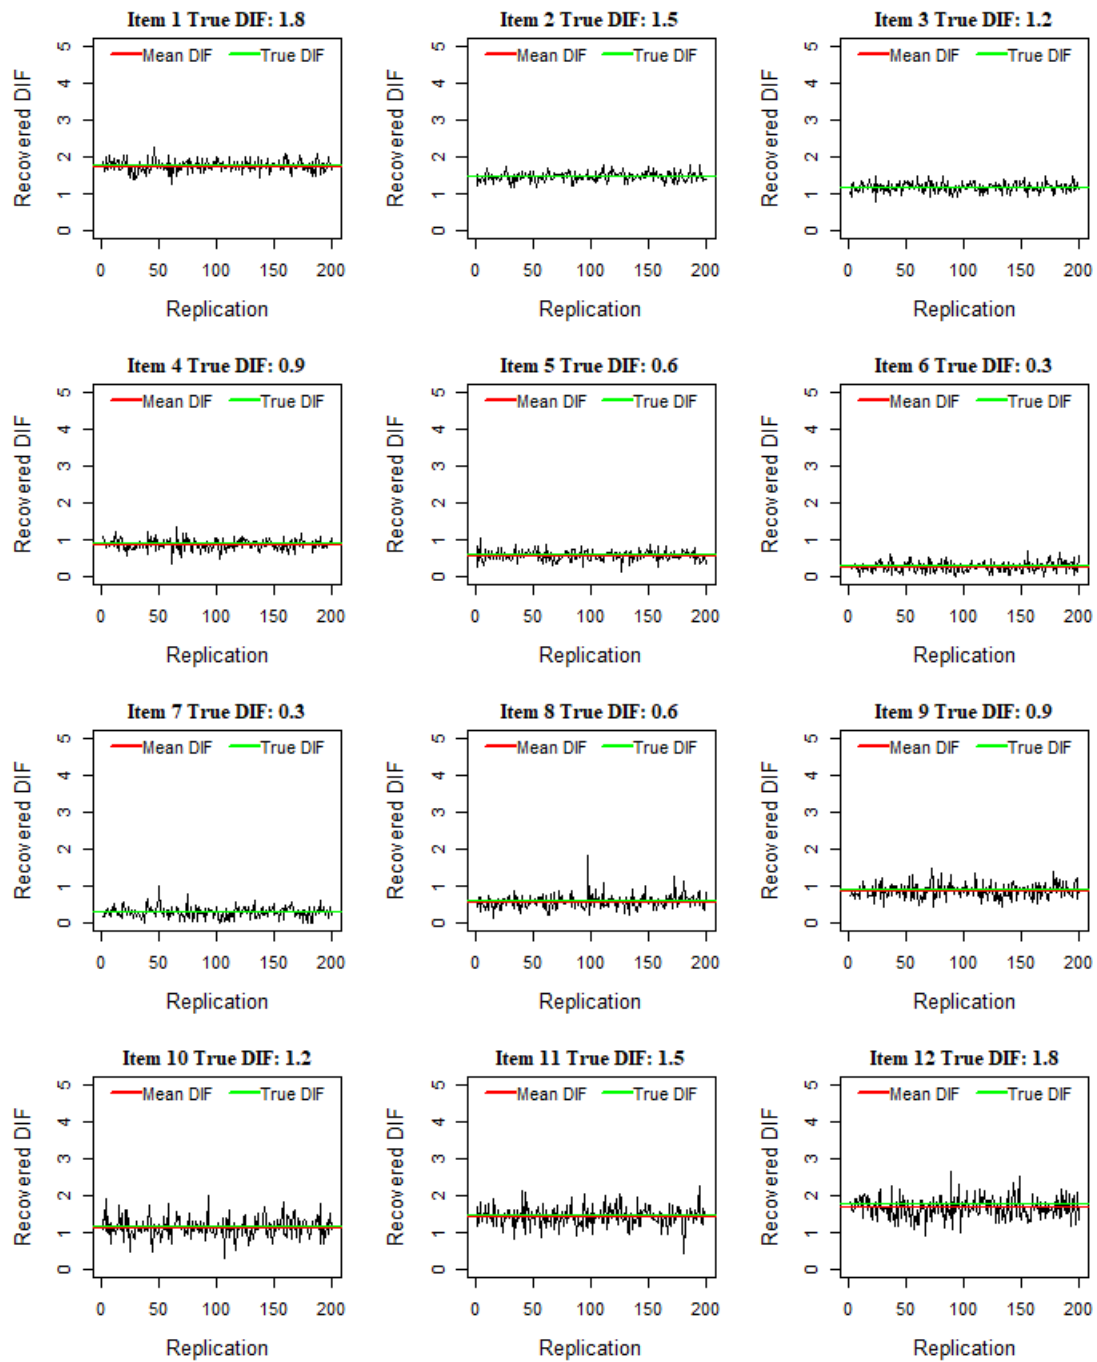 Item 1 True DIF: 1.8
Mean DIF True DIF
Recovered DIF
5
4
3
2
1
0
0 50 100 150 200
Replication
Item 2 True DIF: 1.5
Mean DIF True DIF
Recovered DIF
5
4
3
2
1
0
0 50 100 150 200
Replication
Item 3 True DIF: 1.2
Mean DIF True DIF
Recovered DIF
5
4
3
2
1
0
0 50 100 150 200
Replication
Item 4 True DIF: 0.9
Mean DIF True DIF
Recovered DIF
5
4
3
2
1
0
0 50 100 150 200
Replication
Item 5 True DIF: 0.6
Mean DIF True DIF
Recovered DIF
5
4
3
2
1
0
0 50 100 150 200
Replication
Item 6 True DIF: 0.3
Mean DIF True DIF
Recovered DIF
5
4
3
2
1
0
0 50 100 150 200
Replication
Item 7 True DIF: 0.3
Mean DIF True DIF
Recovered DIF
5
4
3
2
1
0
0 50 100 150 200
Replication
Item 8 True DIF: 0.6
Mean DIF True DIF
Recovered DIF
5
4
3
2
1
0
0 50 100 150 200
Replication
Item 9 True DIF: 0.9
Mean DIF True DIF
Recovered DIF
5
4
3
2
1
0
0 50 100 150 200
Replication
Item 10 True DIF: 1.2
Mean DIF True DIF
Recovered DIF
5
4
3
2
1
0
0 50 100 150 200
Replication
Item 11 True DIF: 1.5
Mean DIF True DIF
Recovered DIF
5
4
3
2
1
0
0 50 100 150 200
Replication
Item 12 True DIF: 1.8
Mean DIF True DIF
Recovered DIF
5
4
3
2
1
0
0 50 100 150 200
Replication